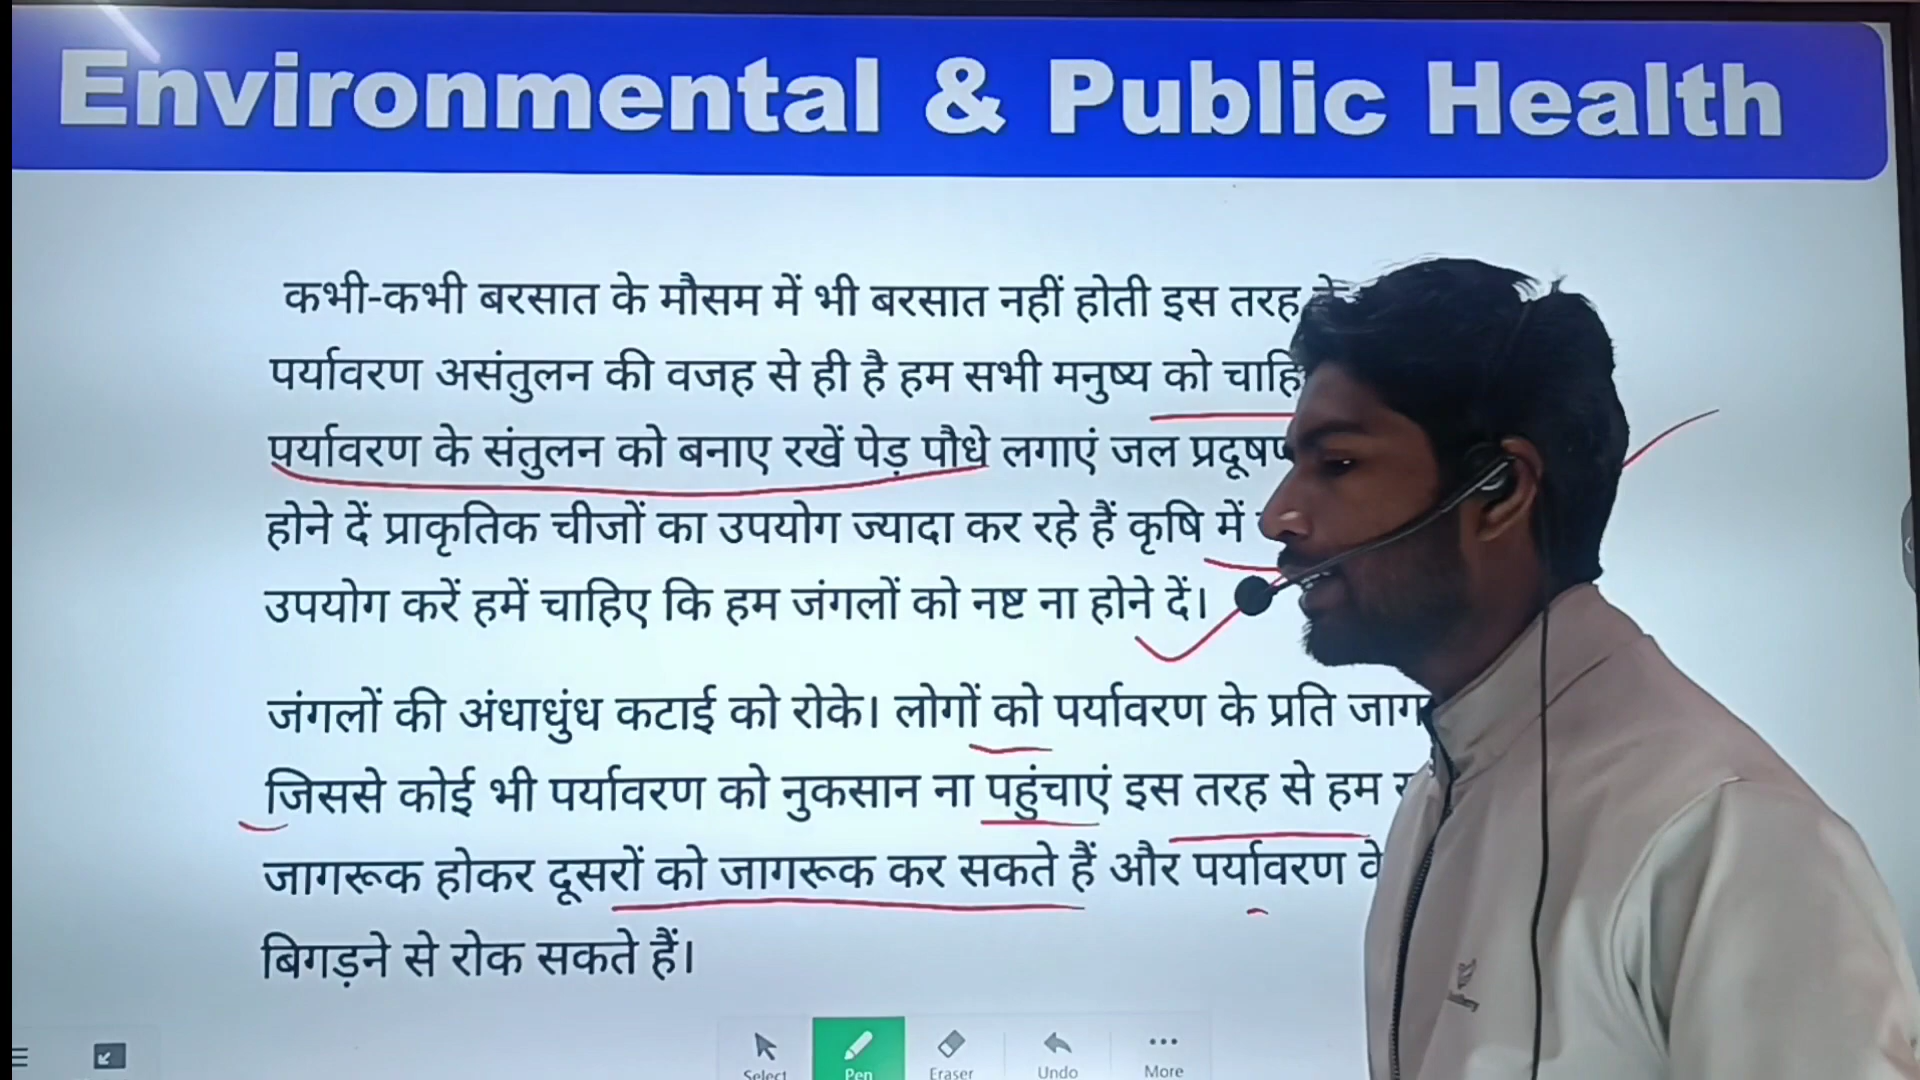 Environmental & Public Health
कभी-कभी बरसात के मौसम में भी बरसात नहीं होती इस तरह
पर्यावरण असंतुलन की वजह से ही है हम सभी मनुष्य को
पर्यावरण के संतुलन को बनाए रखें पेड़ पौधे लगाएं जल
होने दें प्राकृतिक चीजों का उपयोग ज्यादा कर रहे हैं कृषि में
उपयोग करें हमें चाहिए कि हम जंगलों को नष्ट ना होने दें।
जंगलों की अंधाधुंध कटाई को रोके। लोगों को पर्यावरण के प्रति
जिससे कोई भी पर्यावरण को नुकसान ना पहुंचाएं इस तरह से हम
जागरूक होकर दूसरों को जागरूक कर सकते हैं और पर्यावरण
बिगड़ने से रोक सकते हैं।
Select Pen Eraser Undo More